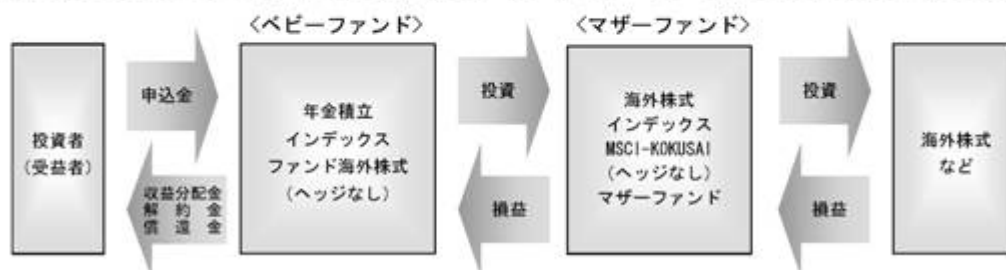 〈ベビーファンド〉
〈マザーファンド〉
投資者
(受益者)
申込金
収益分配金
解約金
償還金
年金積立
インデックス
ファンド海外株式
(ヘッジなし)
投資
損益
海外株式
インデックス
MSCI-KOKUSAI
(ヘッジなし)
マザーファンド
投資
損益
海外株式
など